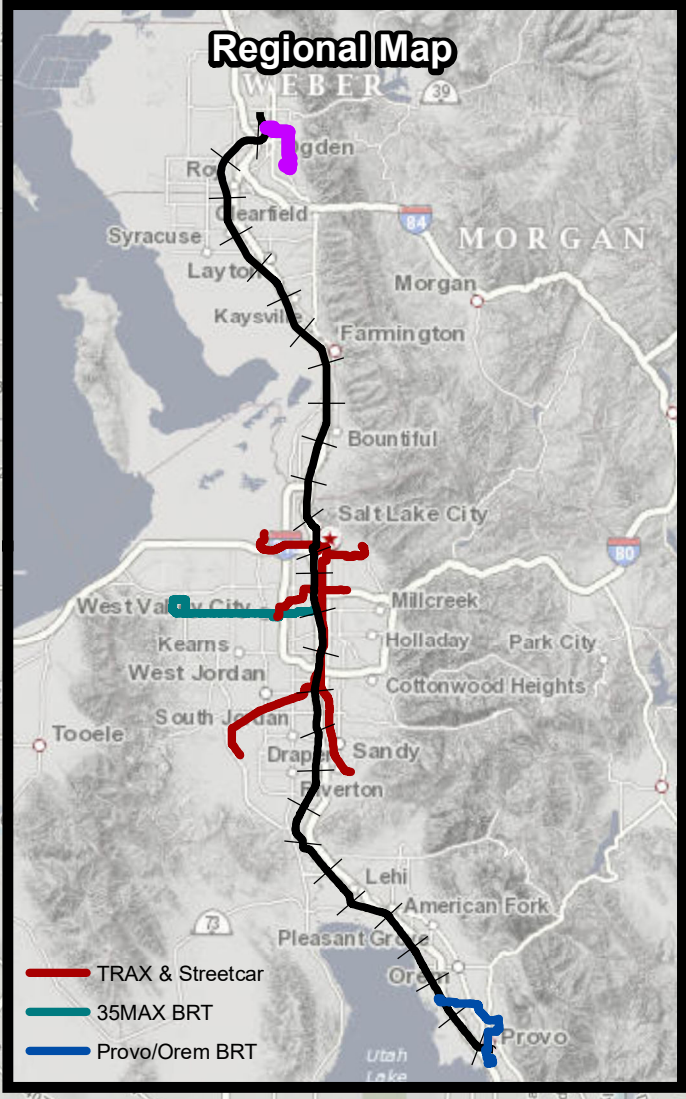 Regional Map
WEBER
39
gden
Ro
Clearfield
84
Syracuse
MORGAN
Layton
Morgan
Kaysville
Farmington
Bountiful
Salt Lake City
80
West Valley City
Millcreek
Kearns
Holladay
Park City
West Jordan
Cottonwood Heights
South Jordan
Tooele
Draper
Sandy
Riverton
Lehi
American Fork
73
Pleasant Grove
Orem
TRAX & Streetcar
35MAX BRT
Provo/Orem BRT
Provo
Utah
Lake